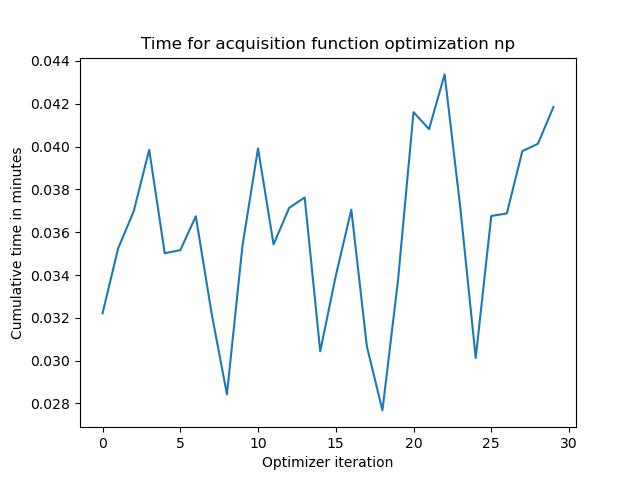 Time for acquisition function optimization np
Cumulative time in minutes
0.044
0.042
0.040
0.038
0.036
0.034
0.032
0.030
0.028
0 5 10 15 20 25 30
Optimizer iteration